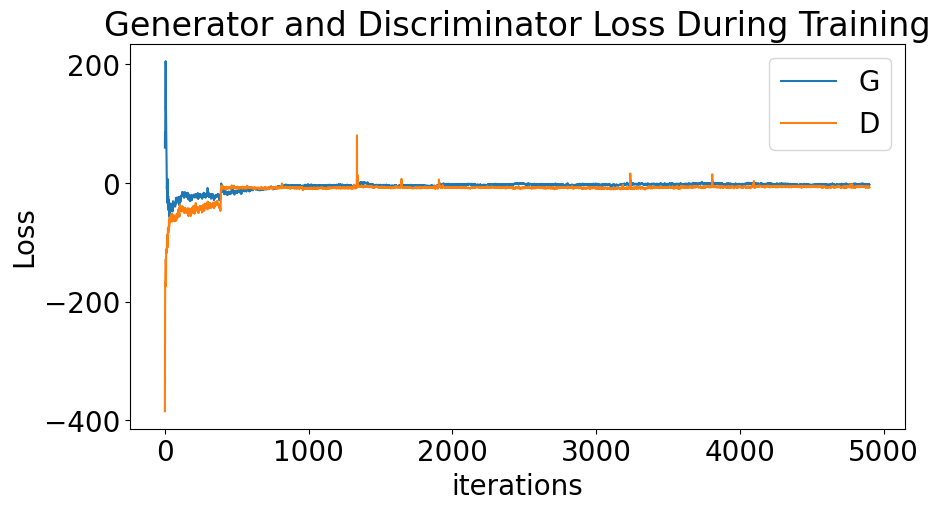 Generator and Discriminator Loss During Training
G
D
200
0
−200
−400
Loss
0 1000 2000 3000 4000 5000
iterations